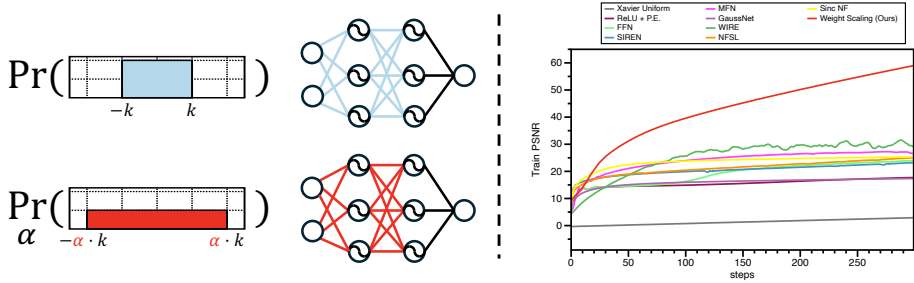 Pr( )
−k k
Pr( )
α
−α · k α · k
Xavier Uniform MFN Sinc NF
ReLU + P.E. GaussNet Weight Scaling (Ours)
FFN WIRE
SIREN NFSL
Train PSNR
60
50
40
30
20
10
0
0 50 100 150 200 250
steps